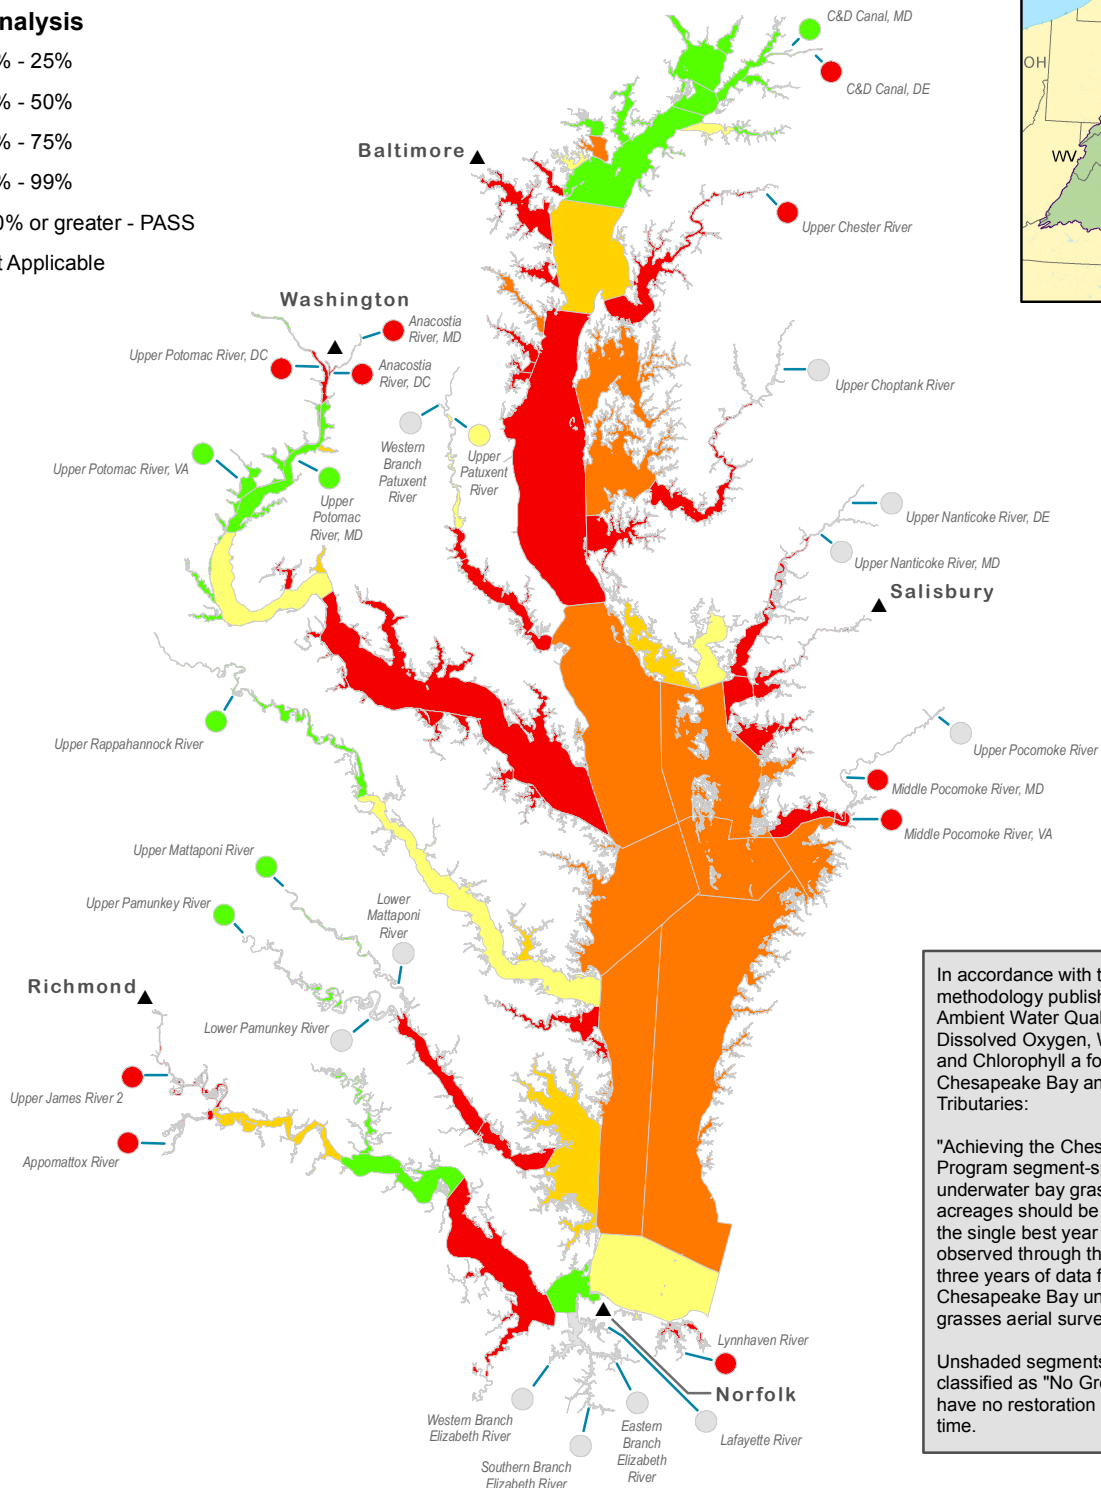 nalysis
% - 25%
% - 50%
% - 75%
% - 99%
0% or greater - PASS
t Applicable
C&D Canal, MD
C&D Canal, DE
OH
WV
Baltimore
Upper Chester River
Washington
Anacostia
River, MD
Upper Potomac River, DC
Anacostia
River, DC
Upper Choptank River
Western
Branch
Patuxent
River
Upper
Patuxent
River
Upper Potomac River, VA
Upper
Potomac
River, MD
Upper Nanticoke River, DE
Upper Nanticoke River, MD
Salisbury
Upper Rappahannock River
Upper Pocomoke River
Middle Pocomoke River, MD
Middle Pocomoke River, VA
Upper Mattaponi River
Upper Pamunkey River
Lower
Mattaponi
River
Richmond
Lower Pamunkey River
Upper James River 2
Appomattox River
In accordance with t
methodology publish
Ambient Water Qual
Dissolved Oxygen, W
and Chlorophyll a fo
Chesapeake Bay an
Tributaries:
"Achieving the Ches
Program segment-s
underwater bay gras
acreages should be
the single best year
observed through th
three years of data f
Chesapeake Bay un
grasses aerial surve
Unshaded segments
classified as "No Gr
have no restoration
time.
Lynnhaven River
Norfolk
Lafayette River
Western Branch
Elizabeth River
Southern Branch
Elizabeth River
Eastern
Branch
Elizabeth
River